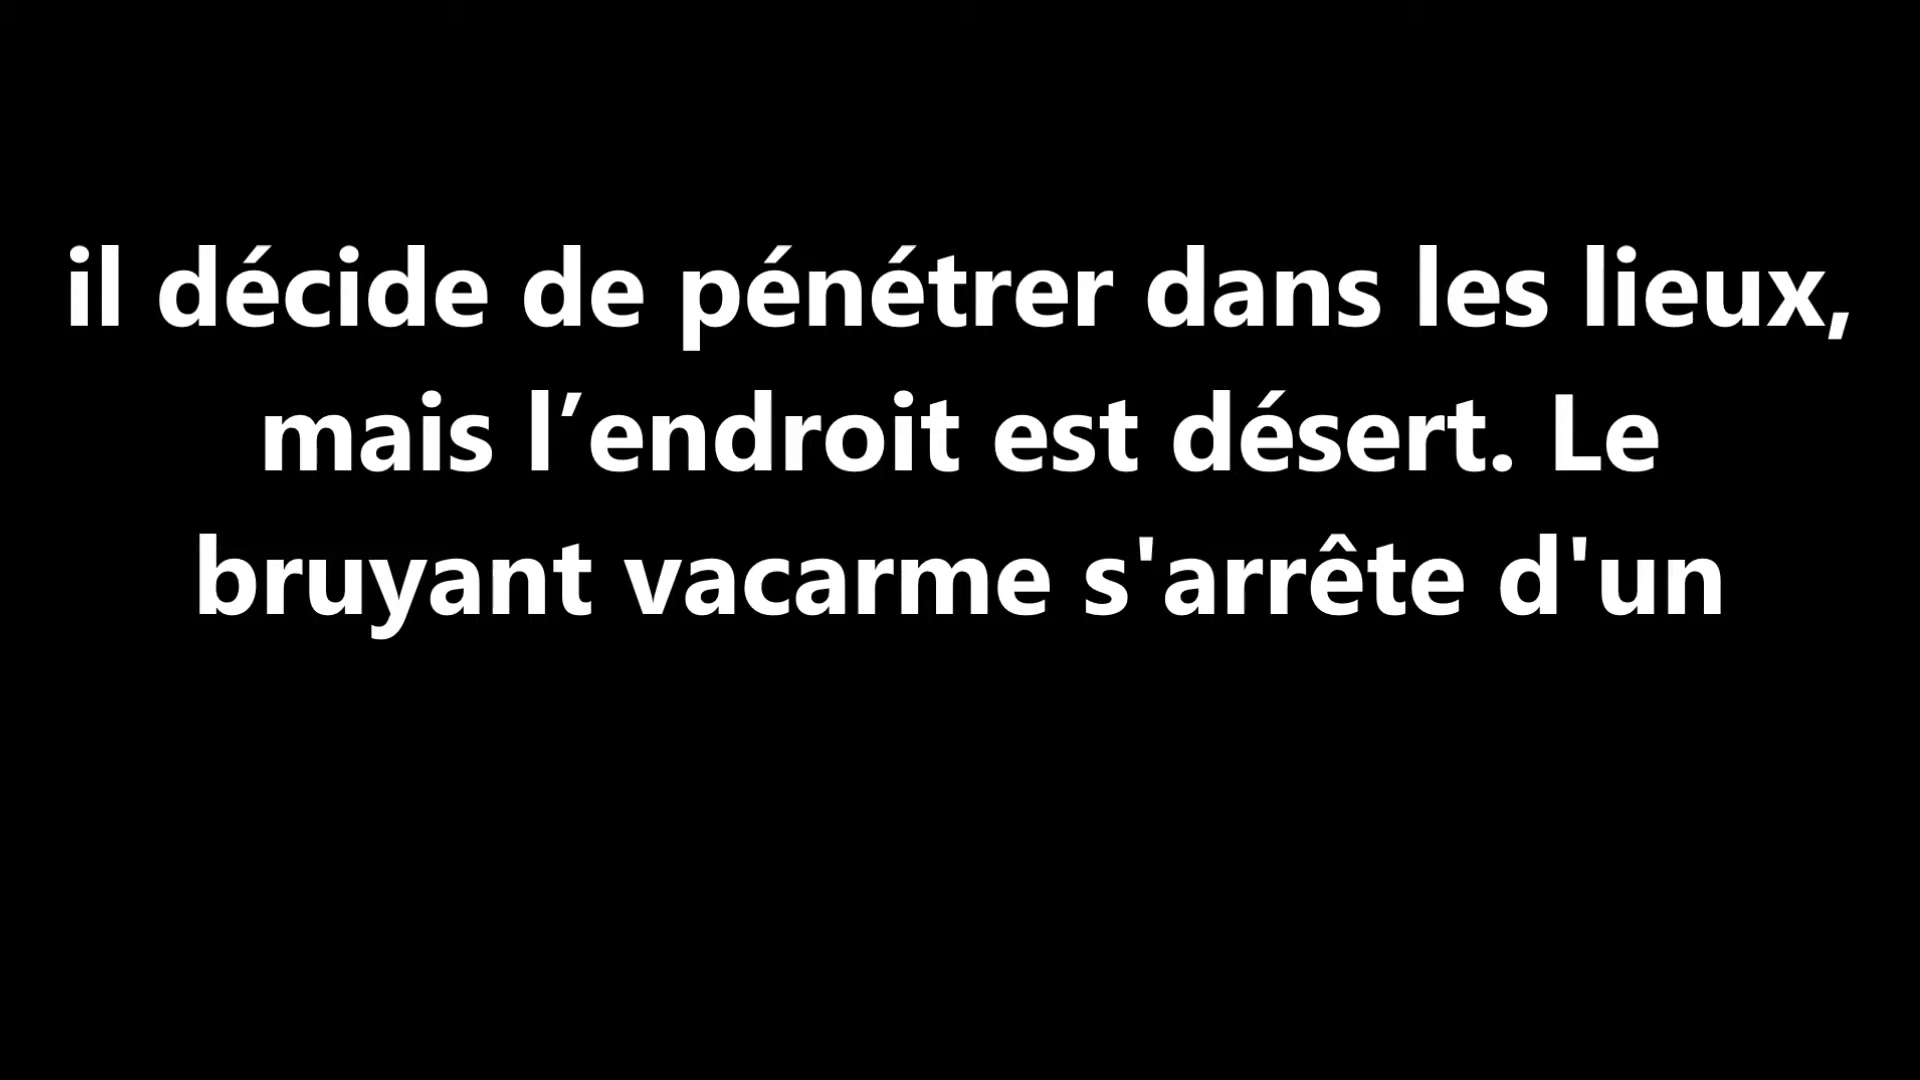 il décide de pénétrer dans les lieux,
mais l’endroit est désert. Le
bruyant vacarme s'arrête d'un